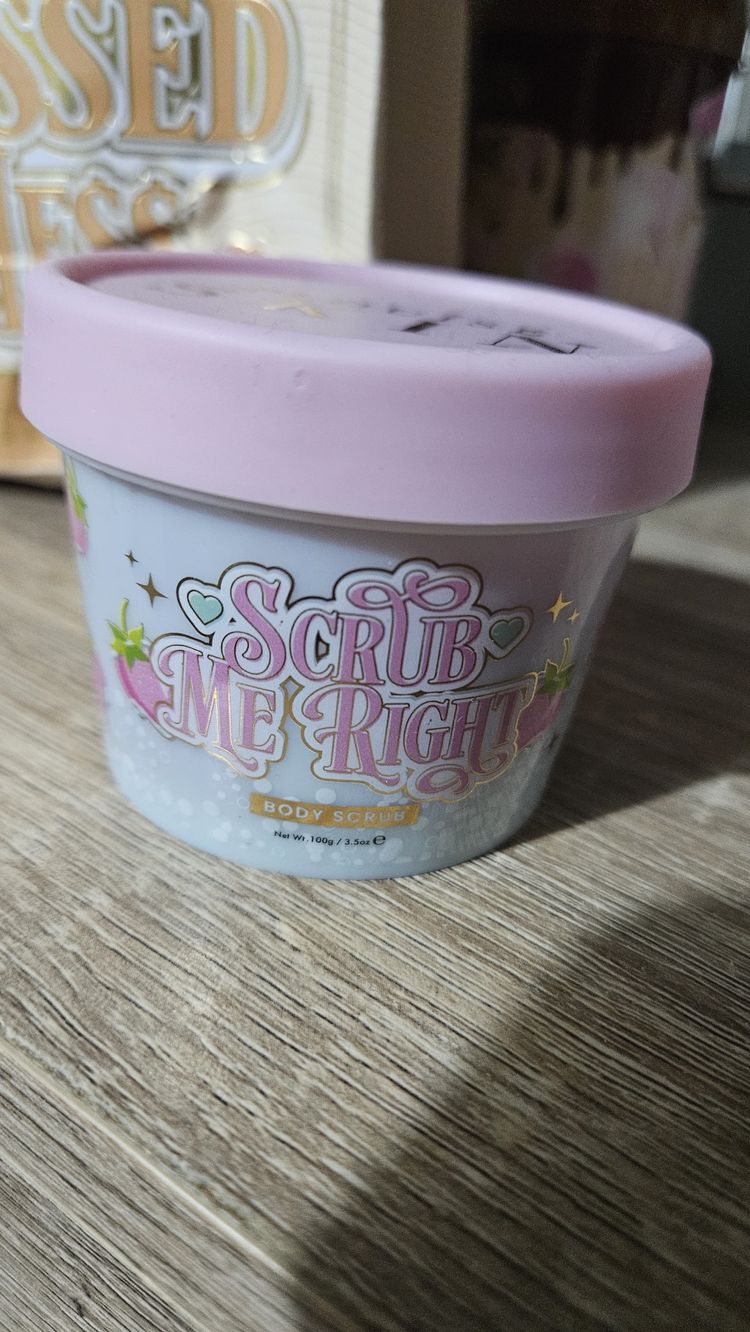 SSED
SCRUB
ME RIGHT
BODY SCRUB
Net Wt. 100g / 3.5oz ℮